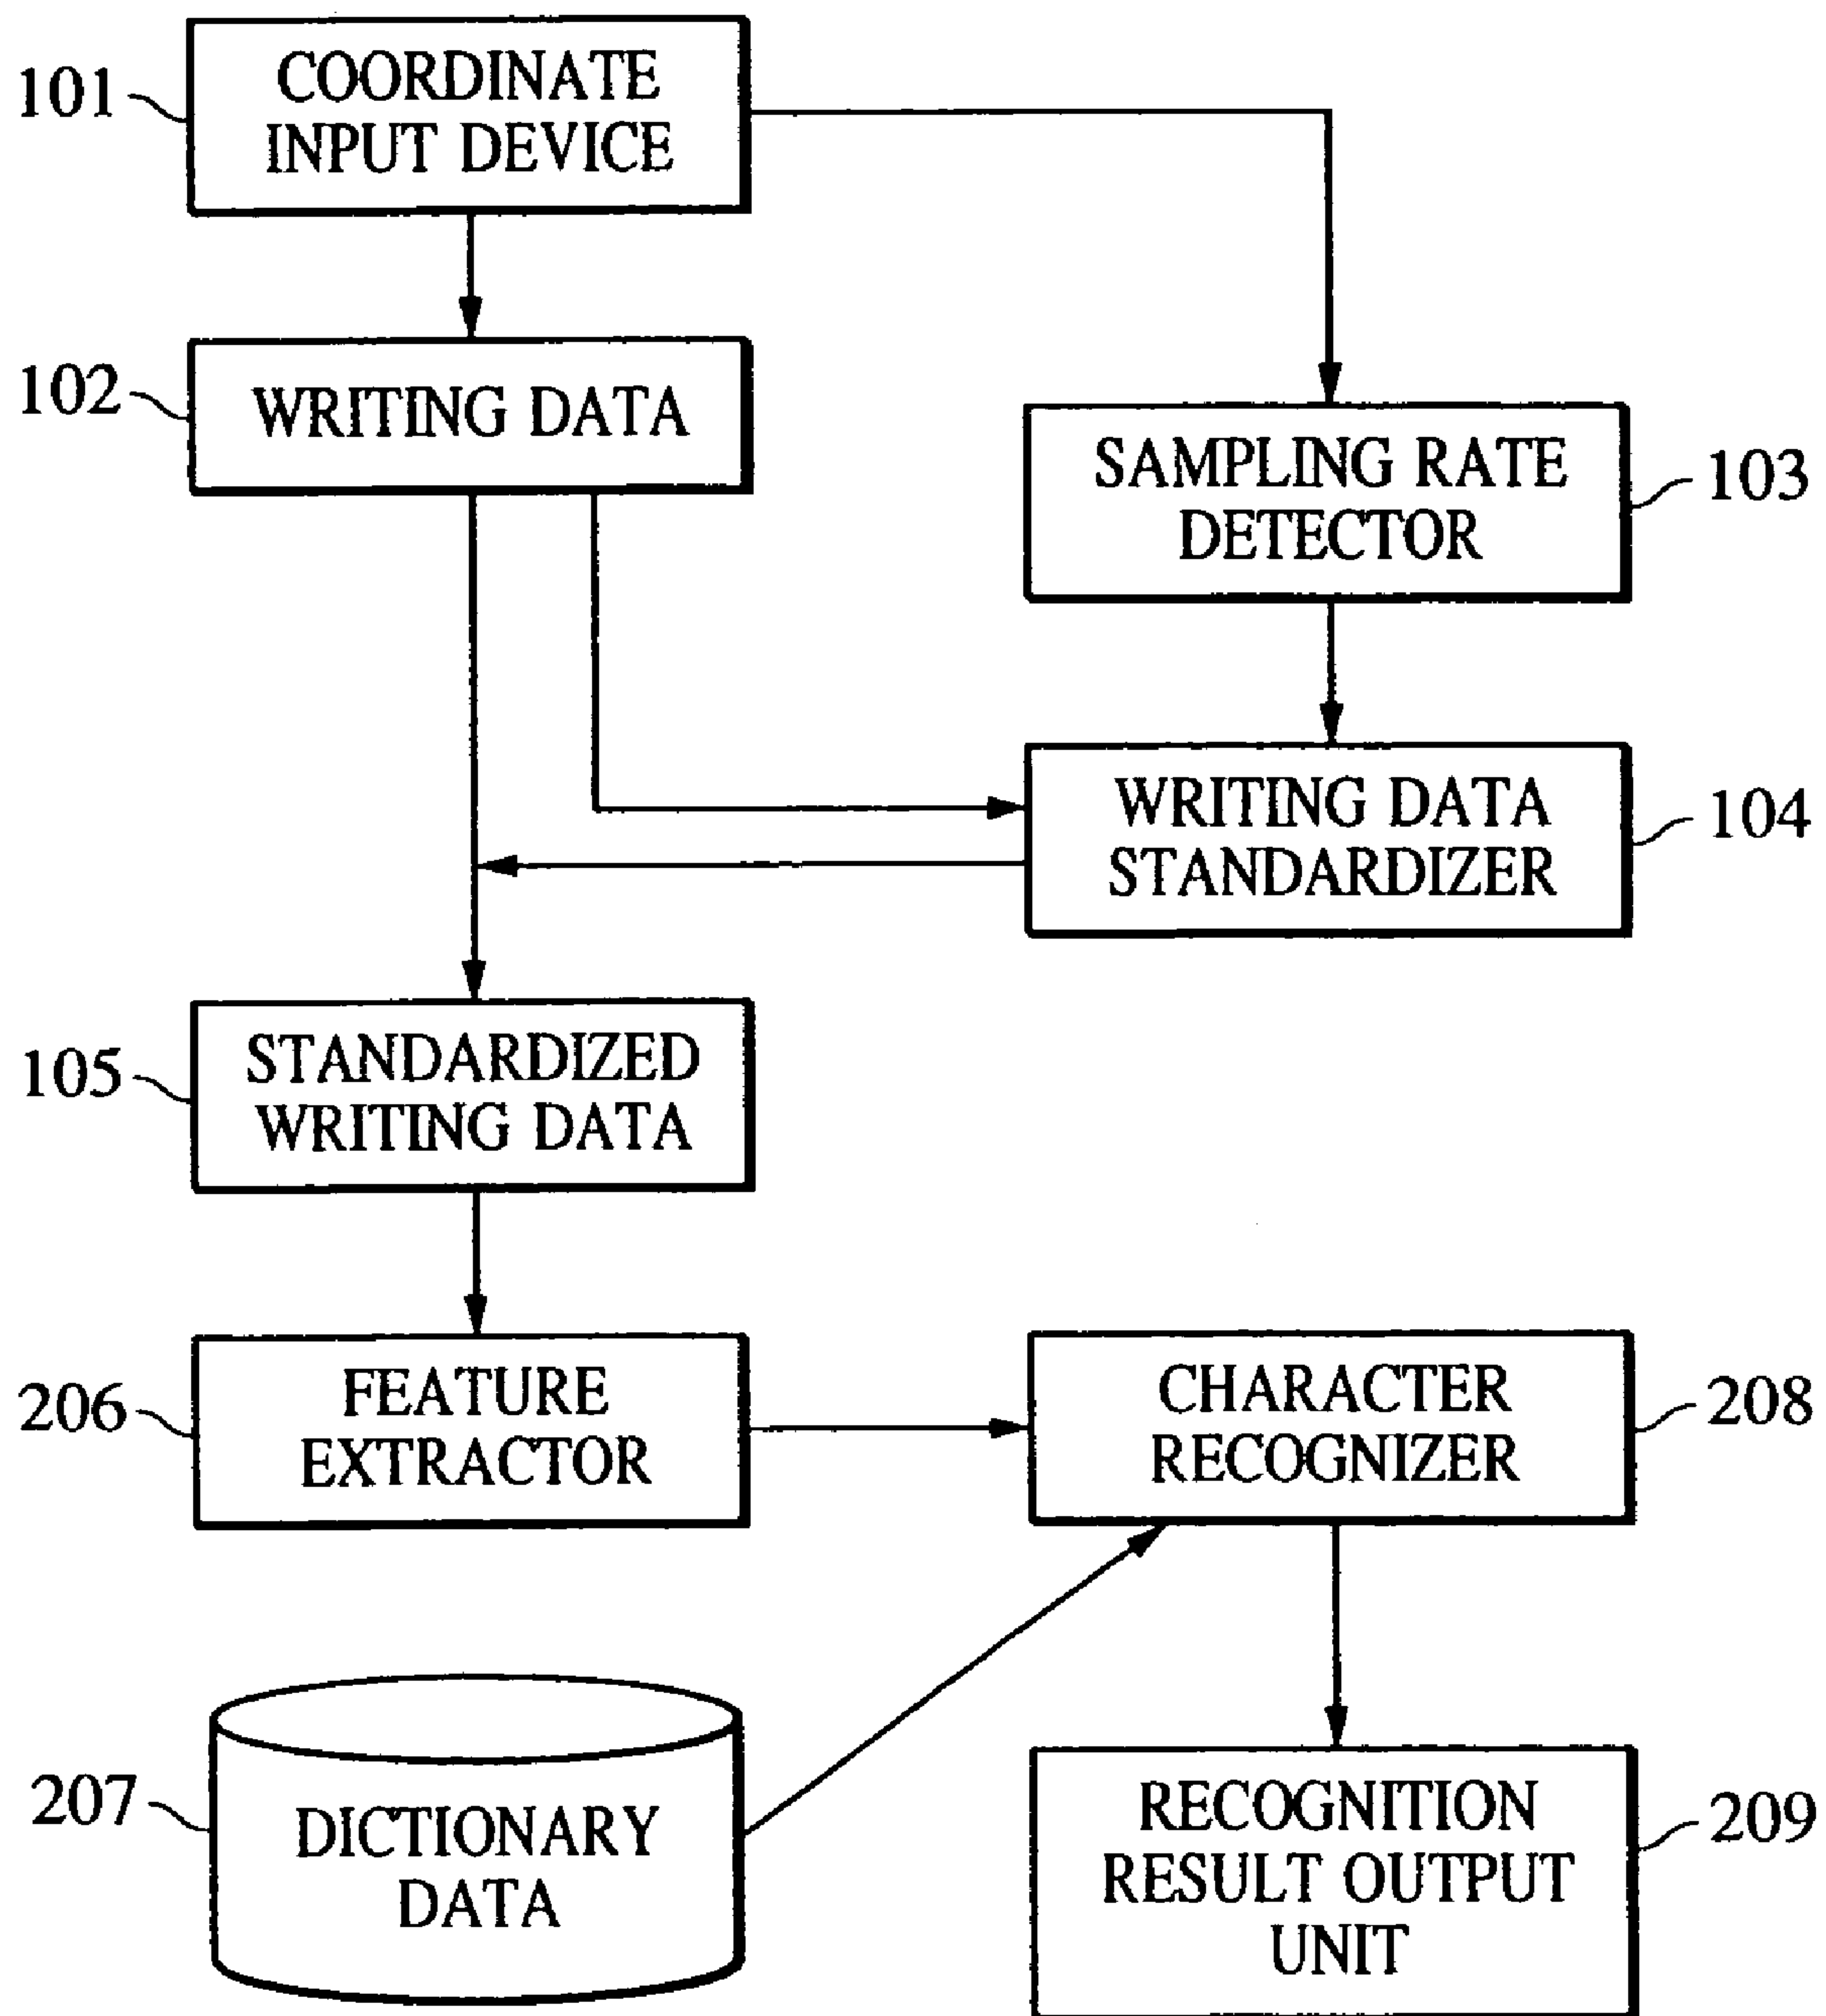 101
COORDINATE
INPUT DEVICE
102
WRITING DATA
SAMPLING RATE
DETECTOR
103
WRITING DATA
STANDARDIZER
104
105
STANDARDIZED
WRITING DATA
206
FEATURE
EXTRACTOR
CHARACTER
RECOGNIZER
208
207
DICTIONARY
DATA
RECOGNITION
RESULT OUTPUT
UNIT
209